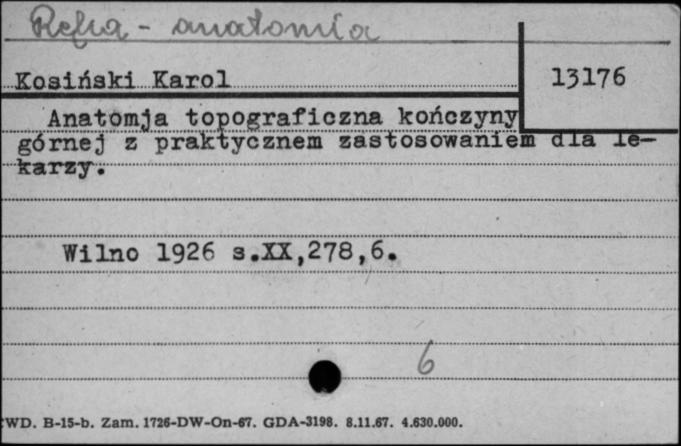 Refia - anatomia
Kosiński Karol
13176
Anatomja topograficzna kończyny
górnej z praktycznem zastosowaniem dla le-
karzy.
Wilno 1926 s.XX,278,6.
6
WD. B-15-b. Zam. 1726-DW-On-67. GDA-3198. 8.11.67. 4.630.000.